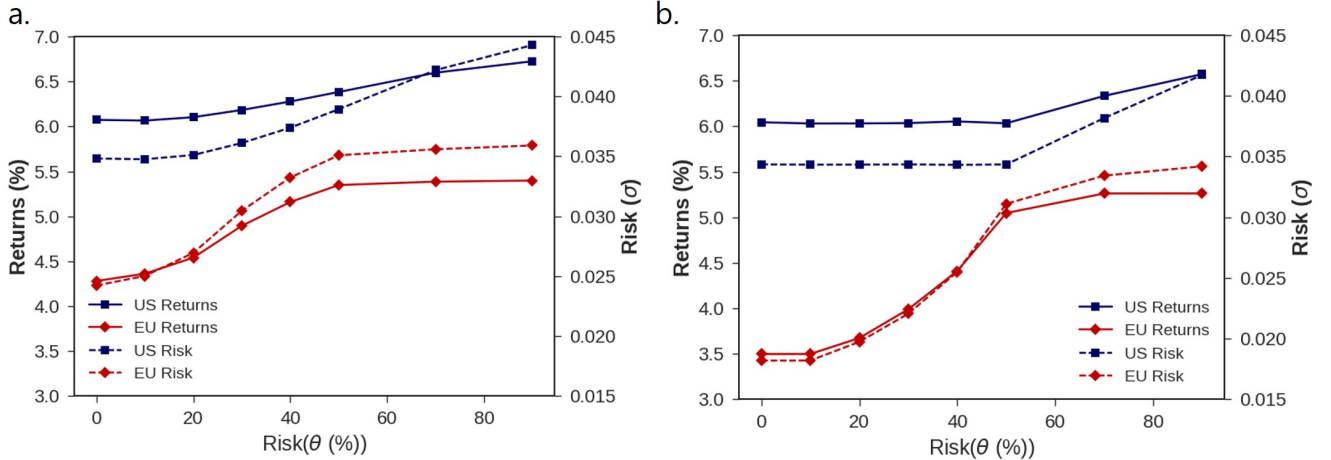 a.
7.0
6.5
6.0
5.5
5.0
4.5
4.0
3.5
3.0
Returns (%)
0.045
0.040
0.035
0.030
0.025
0.020
0.015
Risk (σ)
US Returns
EU Returns
US Risk
EU Risk
0 20 40 60 80
Risk(θ (%))
b.
7.0
6.5
6.0
5.5
5.0
4.5
4.0
3.5
3.0
Returns (%)
0.045
0.040
0.035
0.030
0.025
0.020
0.015
Risk (σ)
US Returns
EU Returns
US Risk
EU Risk
0 20 40 60 80
Risk(θ (%))